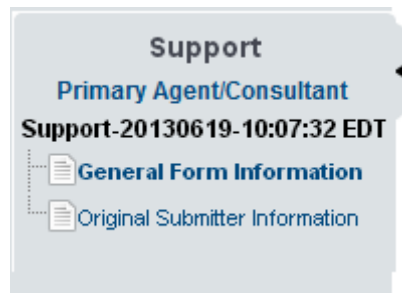 Support
Primary Agent/Consultant
Support-20130619-10:07:32 EDT
General Form Information
Original Submitter Information